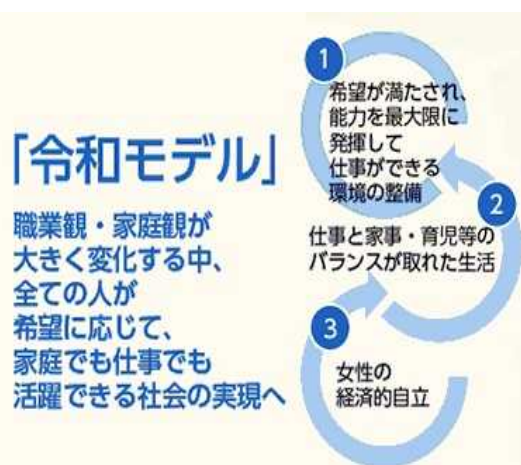 「令和モデル」
職業観・家庭観が
大きく変化する中、
全ての人が
希望に応じて、
家庭でも仕事でも
活躍できる社会の実現へ
1
希望が満たされ、
能力を最大限に
発揮して
仕事ができる
環境の整備
2
仕事と家事・育児等の
バランスが取れた生活
3
女性の
経済的自立